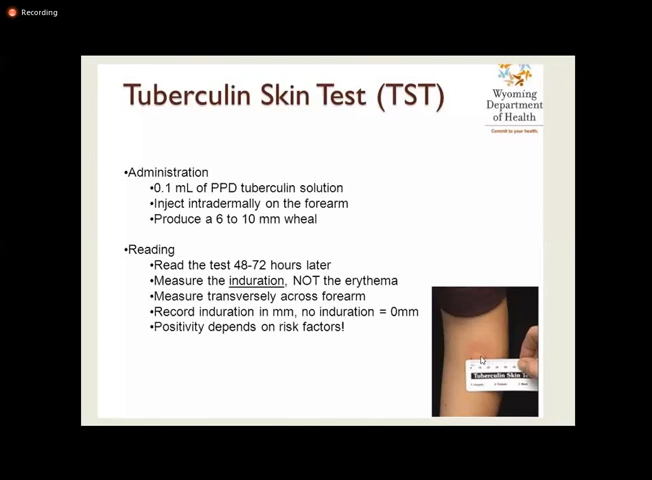 Recording
Tuberculin Skin Test (TST)
Wyoming
Department
of Health
Commit to your health.
•Administration
•0.1 mL of PPD tuberculin solution
•Inject intradermally on the forearm
•Produce a 6 to 10 mm wheal
•Reading
•Read the test 48-72 hours later
•Measure the induration, NOT the erythema
•Measure transversely across forearm
•Record induration in mm, no induration = 0mm
•Positivity depends on risk factors!
Tuberculin Skin